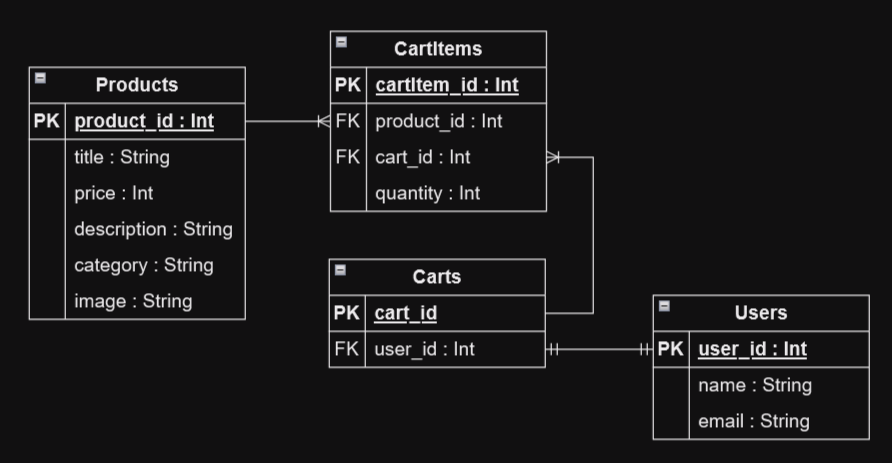 Products
PK product_id : Int
title : String
price : Int
description : String
category : String
image : String
CartItems
PK cartItem_id : Int
FK product_id : Int
FK cart_id : Int
quantity : Int
Carts
PK cart_id
FK user_id : Int
Users
PK user_id : Int
name : String
email : String